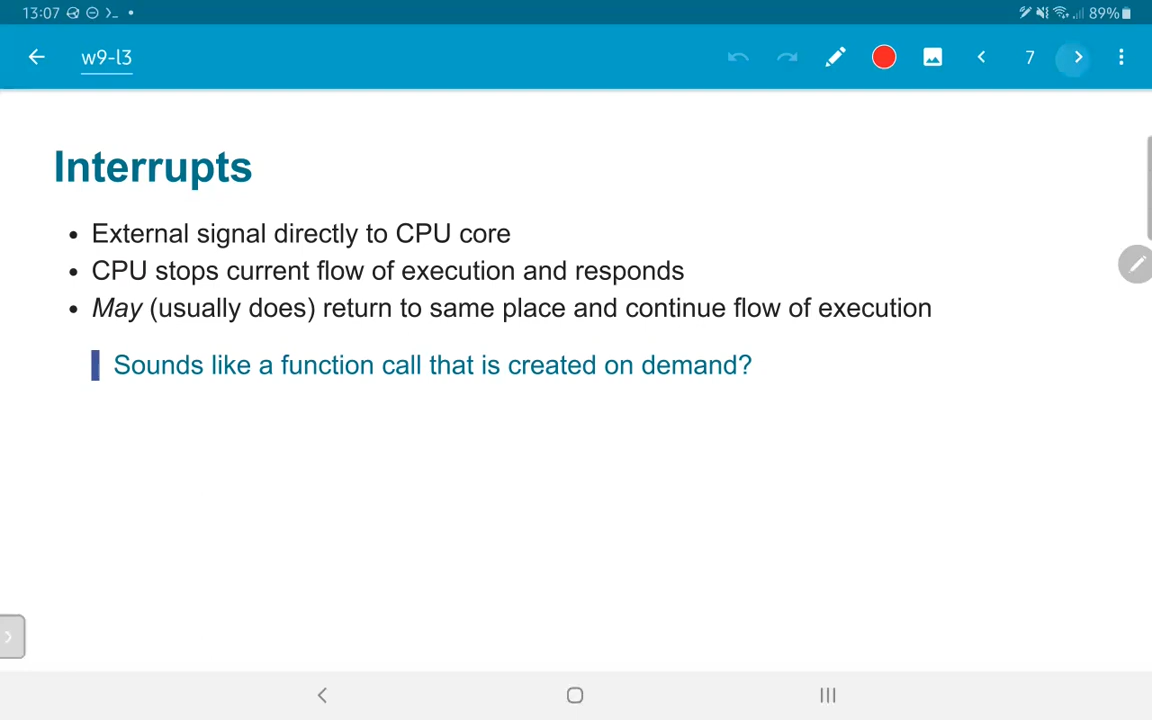 13:07 89%
w9-l3 7
Interrupts
• External signal directly to CPU core
• CPU stops current flow of execution and responds
• May (usually does) return to same place and continue flow of execution
Sounds like a function call that is created on demand?